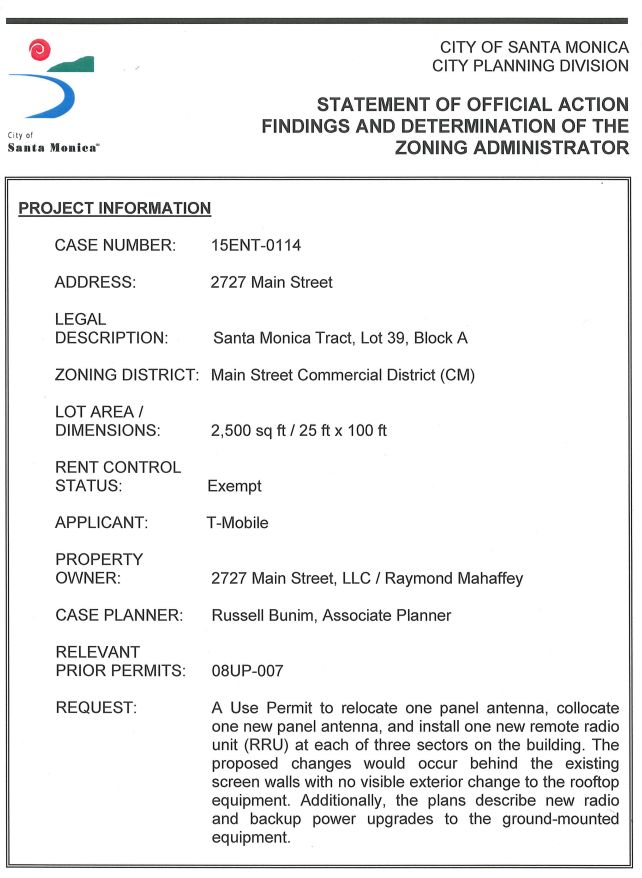 CITY OF SANTA MONICA
CITY PLANNING DIVISION
STATEMENT OF OFFICIAL ACTION
FINDINGS AND DETERMINATION OF THE
ZONING ADMINISTRATOR
City of
Santa Monica
PROJECT INFORMATION
CASE NUMBER: 15ENT-0114
ADDRESS: 2727 Main Street
LEGAL
DESCRIPTION: Santa Monica Tract, Lot 39, Block A
ZONING DISTRICT: Main Street Commercial District (CM)
LOT AREA /
DIMENSIONS: 2,500 sq ft / 25 ft x 100 ft
RENT CONTROL
STATUS: Exempt
APPLICANT: T-Mobile
PROPERTY
OWNER: 2727 Main Street, LLC / Raymond Mahaffey
CASE PLANNER: Russell Bunim, Associate Planner
RELEVANT
PRIOR PERMITS: 08UP-007
REQUEST: A Use Permit to relocate one panel antenna, collocate
one new panel antenna, and install one new remote radio
unit (RRU) at each of three sectors on the building. The
proposed changes would occur behind the existing
screen walls with no visible exterior change to the rooftop
equipment. Additionally, the plans describe new radio
and backup power upgrades to the ground-mounted
equipment.